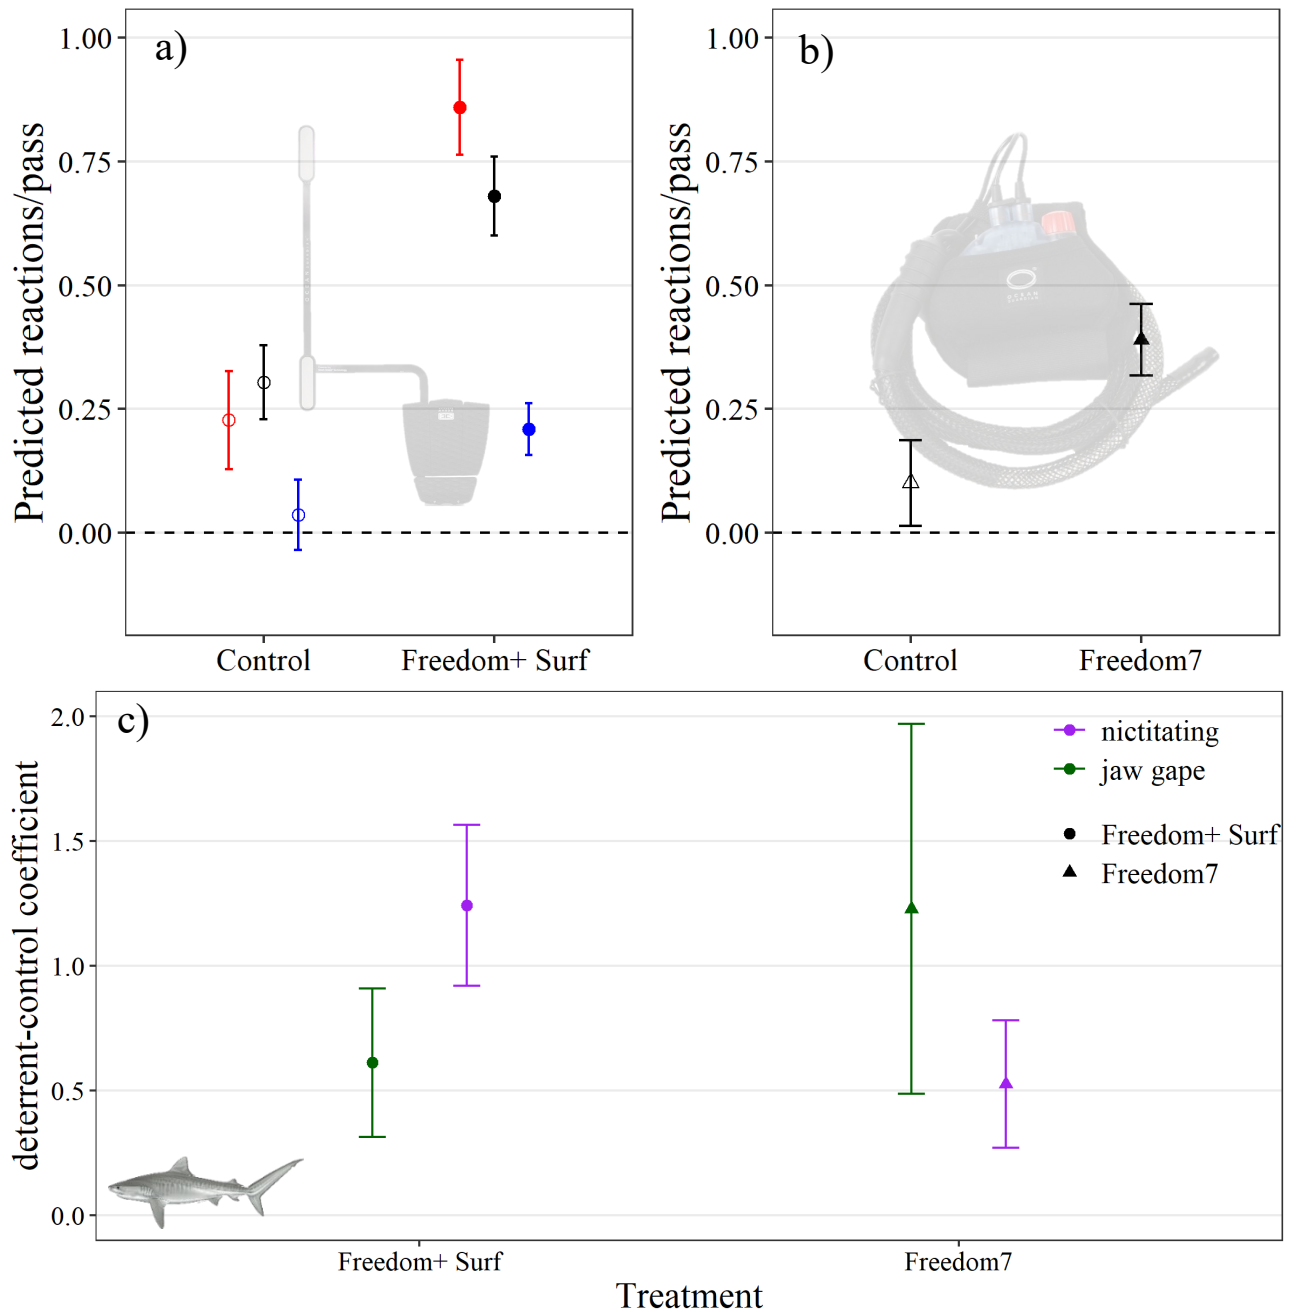 a)
Predicted reactions/pass
1.00
0.75
0.50
0.25
0.00
Control
Freedom+ Surf
b)
Predicted reactions/pass
1.00
0.75
0.50
0.25
0.00
Control
Freedom7
c)
deterrent-control coefficient
2.0
1.5
1.0
0.5
0.0
nictitating
jaw gape
Freedom+ Surf
Freedom7
Freedom+ Surf
Freedom7
Treatment